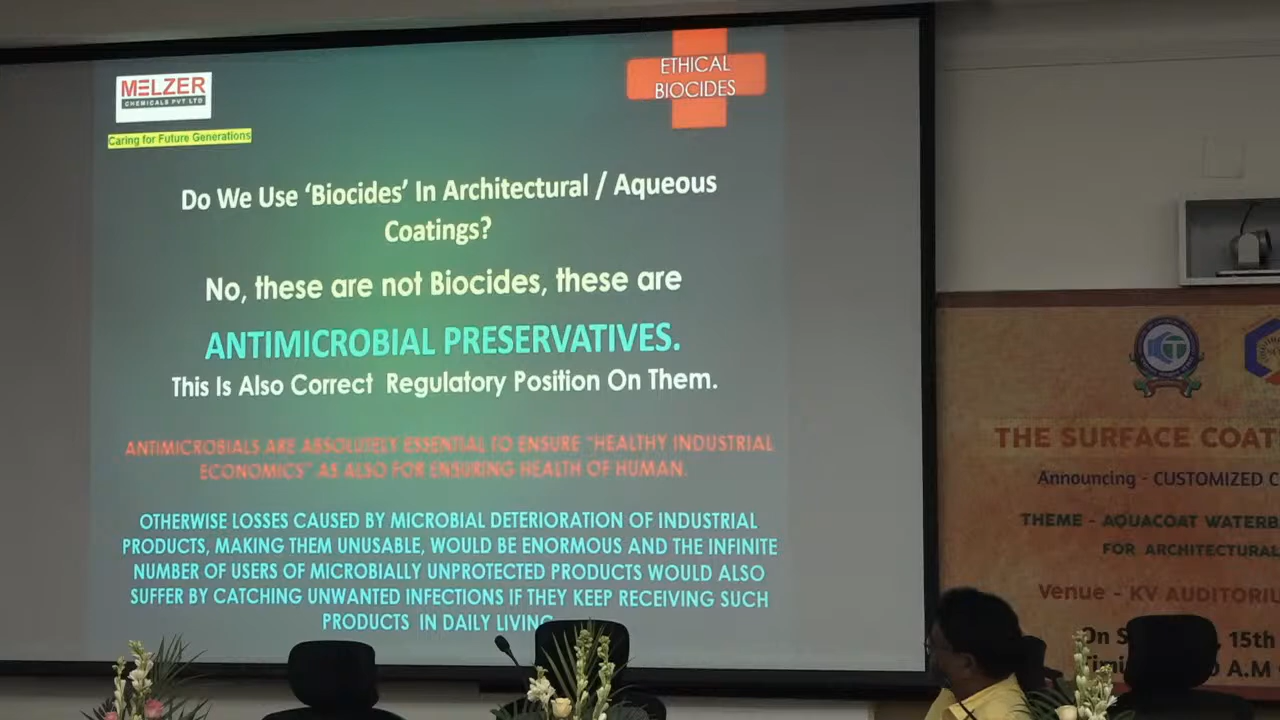 MELZER
CHEMICALS PVT LTD
Caring for Future Generations
ETHICAL
BIOCIDES
Do We Use ‘Biocides’ In Architectural / Aqueous
Coatings?
No, these are not Biocides, these are
ANTIMICROBIAL PRESERVATIVES.
This Is Also Correct Regulatory Position On Them.
ANTIMICROBIALS ARE ABSOLUTELY ESSENTIAL TO ENSURE “HEALTHY INDUSTRIAL
ECONOMICS” AS ALSO FOR ENSURING HEALTH OF HUMAN.
OTHERWISE LOSSES CAUSED BY MICROBIAL DETERIORATION OF INDUSTRIAL
PRODUCTS, MAKING THEM UNUSABLE, WOULD BE ENORMOUS AND THE INFINITE
NUMBER OF USERS OF MICROBIALLY UNPROTECTED PRODUCTS WOULD ALSO
SUFFER BY CATCHING UNWANTED INFECTIONS IF THEY KEEP RECEIVING SUCH
PRODUCTS IN DAILY LIVING
THE SURFACE COAT
Announcing - CUSTOMIZED C
THEME - AQUACOAT WATERB
FOR ARCHITECTURAL
Venue - KV AUDITORIU
On S 15th
A.M